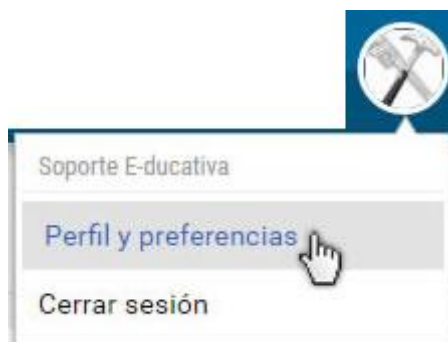 Soporte E-ducativa
Perfil y preferencias
Cerrar sesión